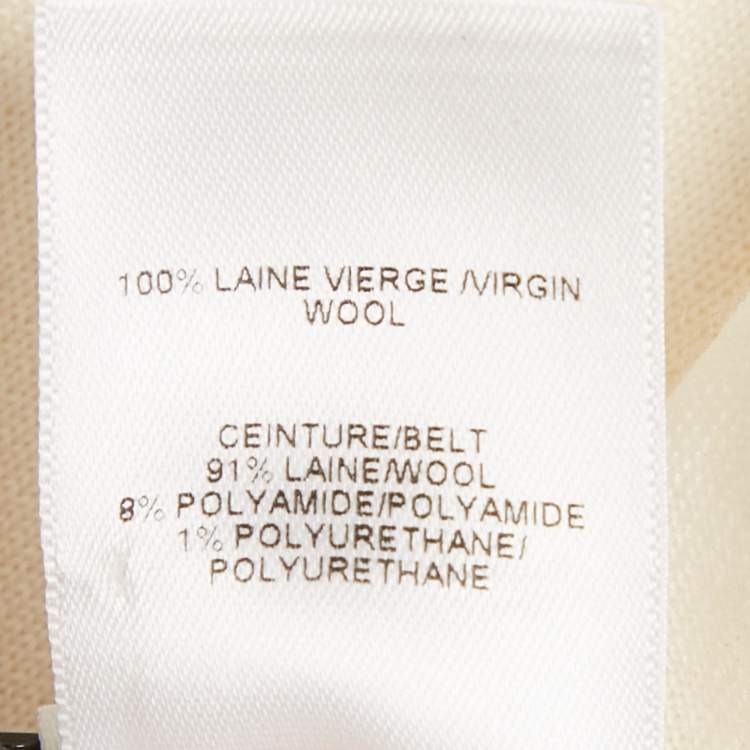 100% LAINE VIERGE /VIRGIN
WOOL
CEINTURE/BELT
91% LAINE/WOOL
8% POLYAMIDE/POLYAMIDE
1% POLYURETHANE/
POLYURETHANE